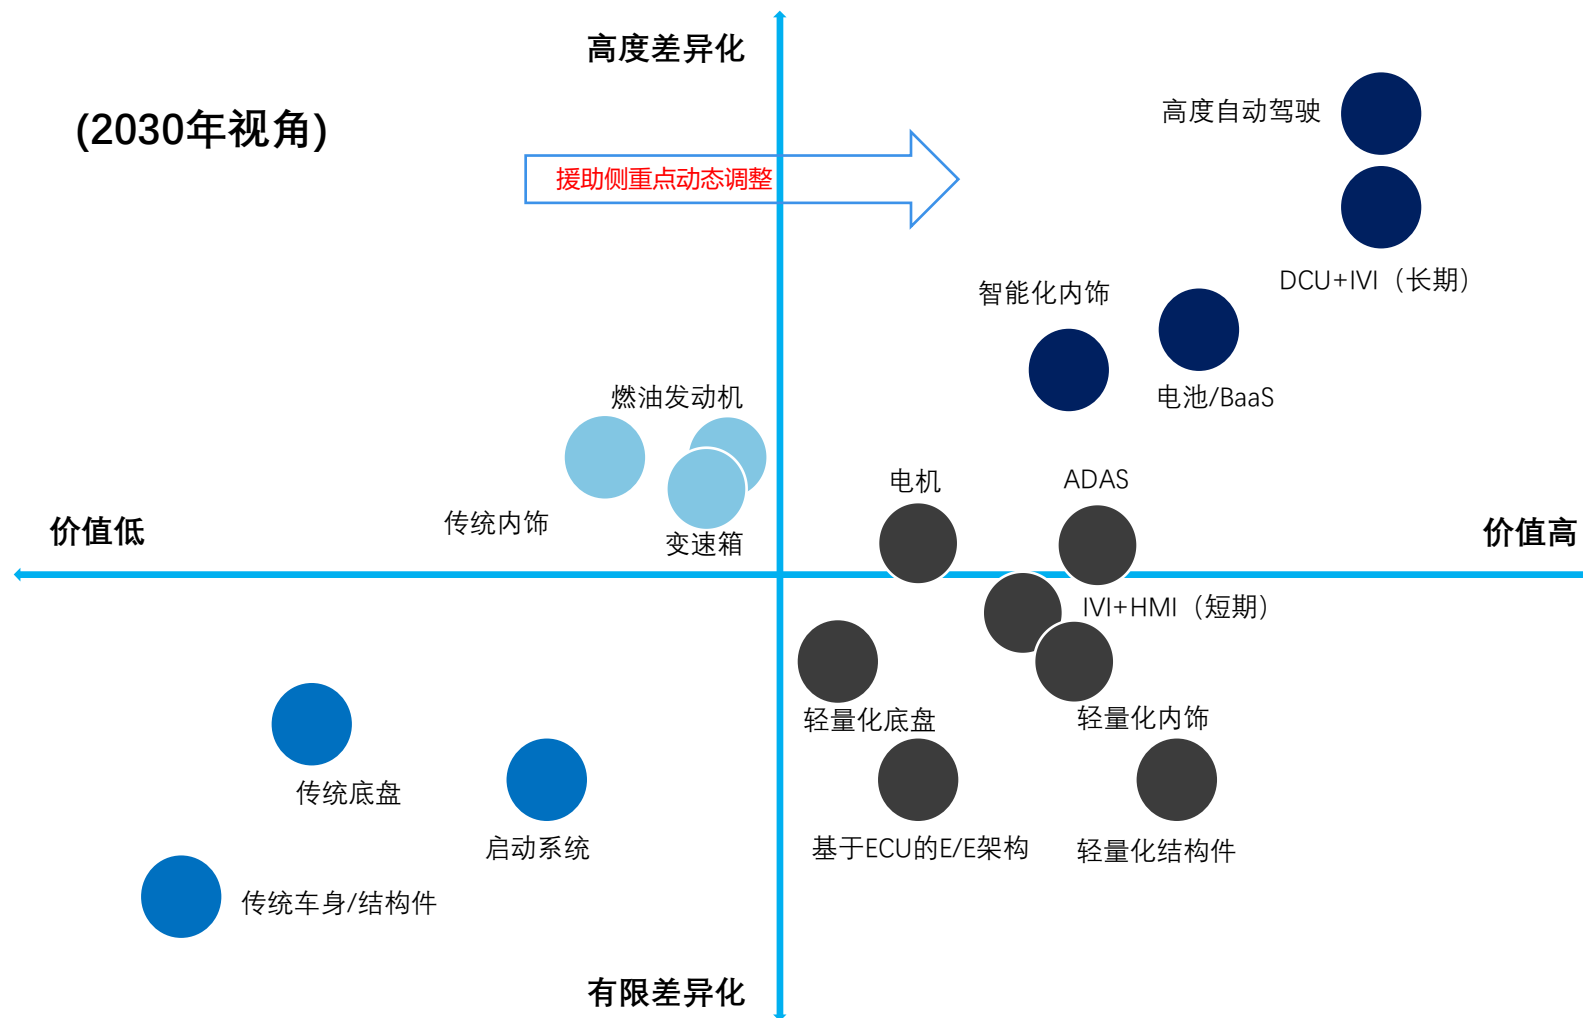 高度差异化
(2030年视角)
高度自动驾驶
援助侧重点动态调整
DCU+IVI（长期）
智能化内饰
电池/BaaS
燃油发动机
电机
ADAS
传统内饰
变速箱
价值低
价值高
IVI+HMI（短期）
轻量化底盘
轻量化内饰
传统底盘
启动系统
基于ECU的E/E架构
轻量化结构件
传统车身/结构件
有限差异化